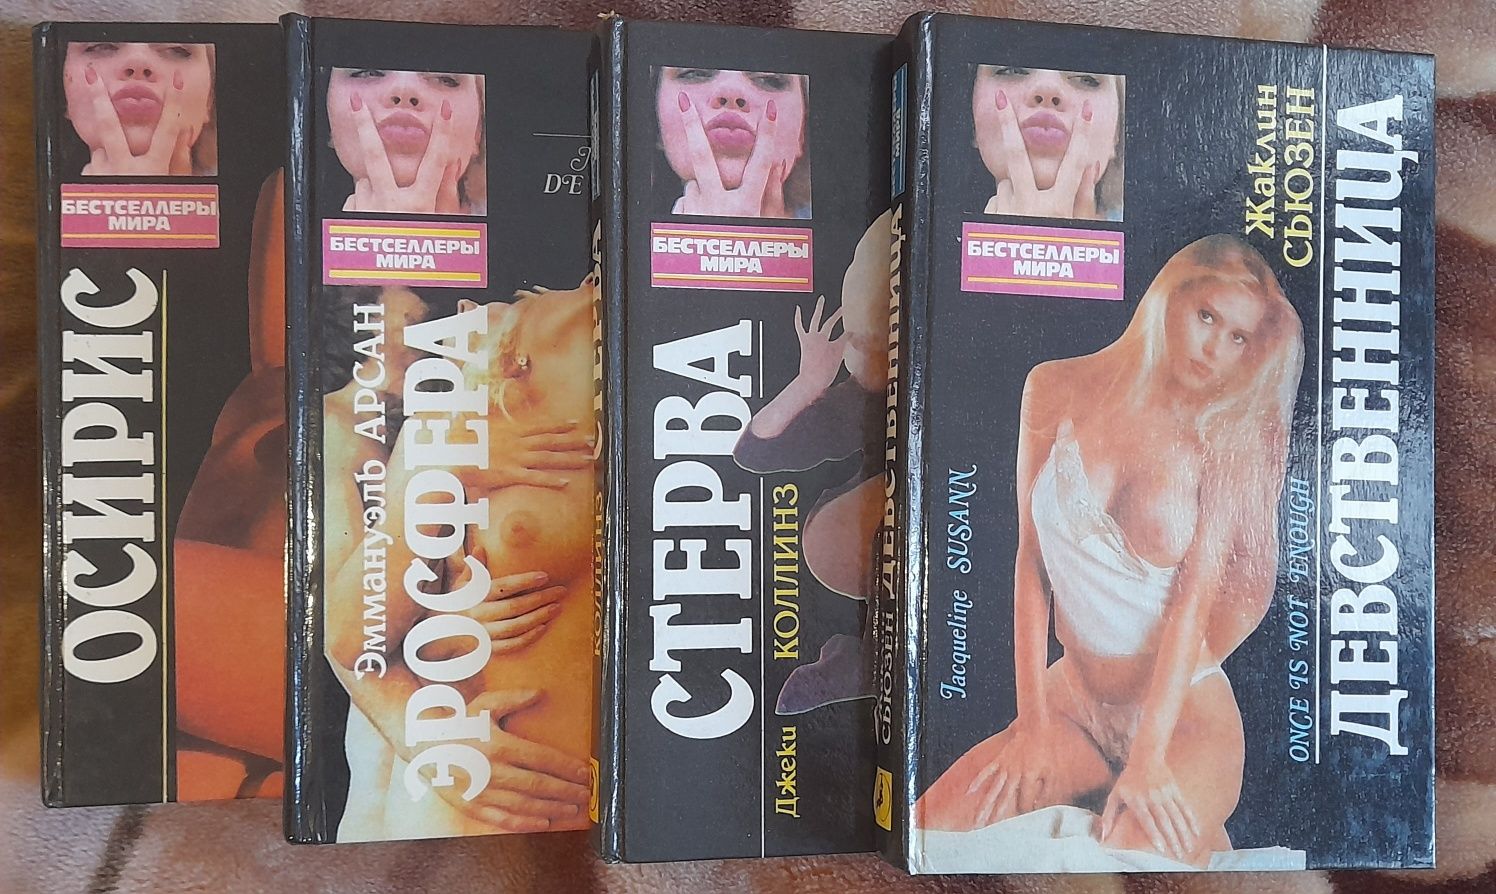 БЕСТСЕЛЛЕРЫ
МИРА
ОСИРИС
DE
БЕСТСЕЛЛЕРЫ
МИРА
Эммануэль АРСАН
ЭРОСФЕРА
СТЕРВА
КОЛЛИНЗ
БЕСТСЕЛЛЕРЫ
МИРА
СТЕРВА
Джеки КОЛЛИНЗ
СЬЮЗЕН ДЕВСТВЕННИЦА
БЕСТСЕЛЛЕРЫ
МИРА
Жаклин
СЬЮЗЕН
Jacqueline SUSANN
ONCE IS NOT ENOUGH
ДЕВСТВЕННИЦА